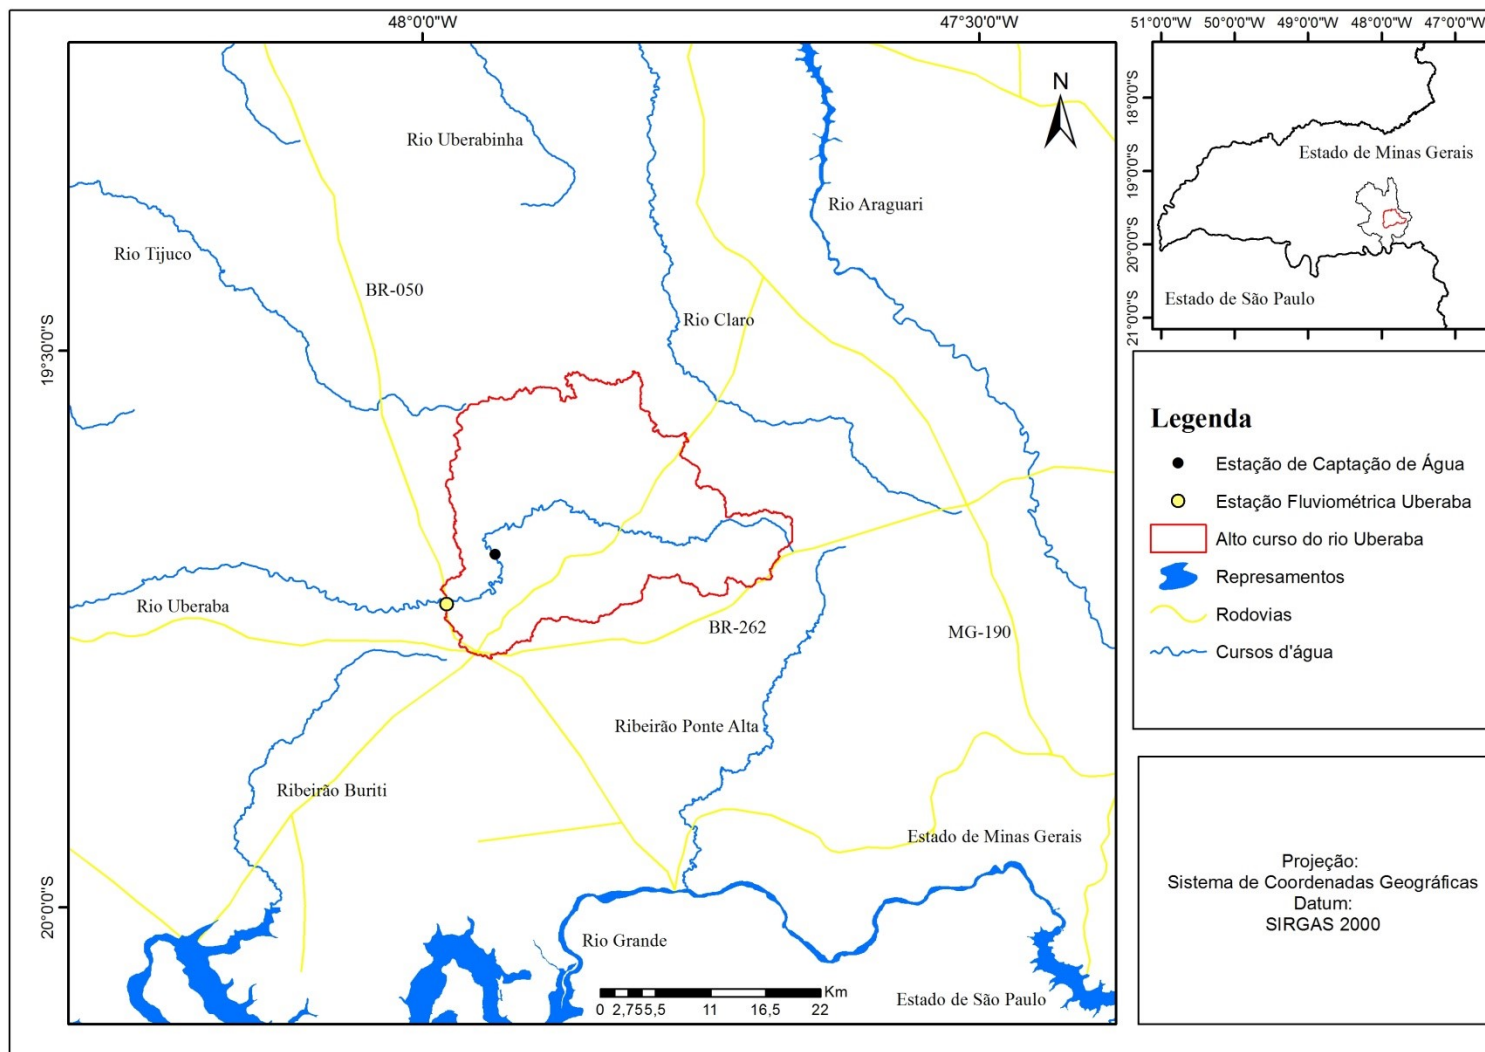 48°0'0"W
47°30'0"W
51°0'0"W
50°0'0"W
49°0'0"W
48°0'0"W
47°0'0"W
N
Rio Uberabinha
Rio Araguari
Rio Tijuco
BR-050
Rio Claro
19°30'0"S
Rio Uberaba
BR-262
MG-190
Ribeirão Ponte Alta
Ribeirão Buriti
Estado de Minas Gerais
20°0'0"S
Rio Grande
Estado de São Paulo
Km
0 2,75 5,5 11 16,5 22
18°0'0"S
19°0'0"S
20°0'0"S
21°0'0"S
Estado de Minas Gerais
Estado de São Paulo
Legenda
Estação de Captação de Água
Estação Fluviométrica Uberaba
Alto curso do rio Uberaba
Represamentos
Rodovias
Cursos d'água
Projeção:
Sistema de Coordenadas Geográficas
Datum:
SIRGAS 2000